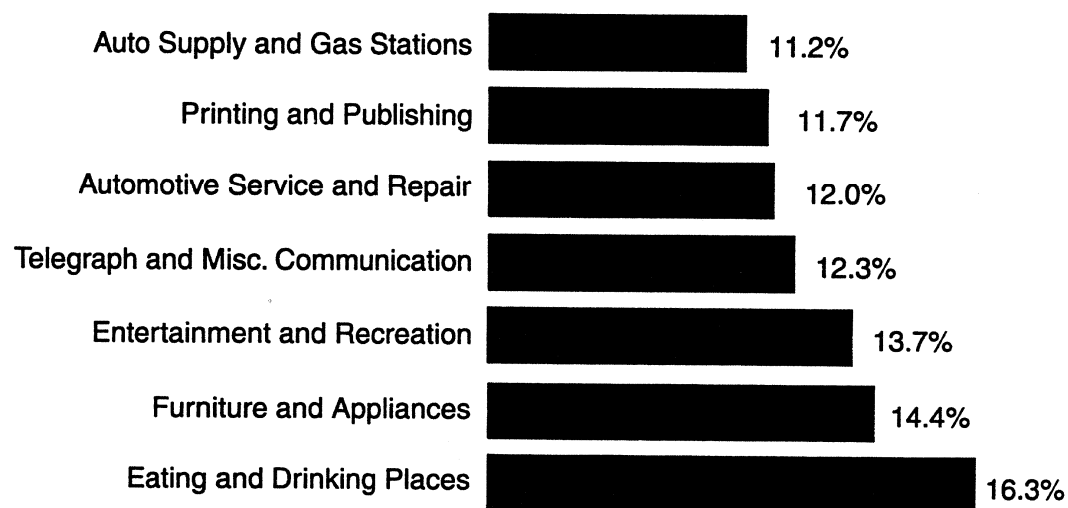 Auto Supply and Gas Stations 11.2%
Printing and Publishing 11.7%
Automotive Service and Repair 12.0%
Telegraph and Misc. Communication 12.3%
Entertainment and Recreation 13.7%
Furniture and Appliances 14.4%
Eating and Drinking Places 16.3%